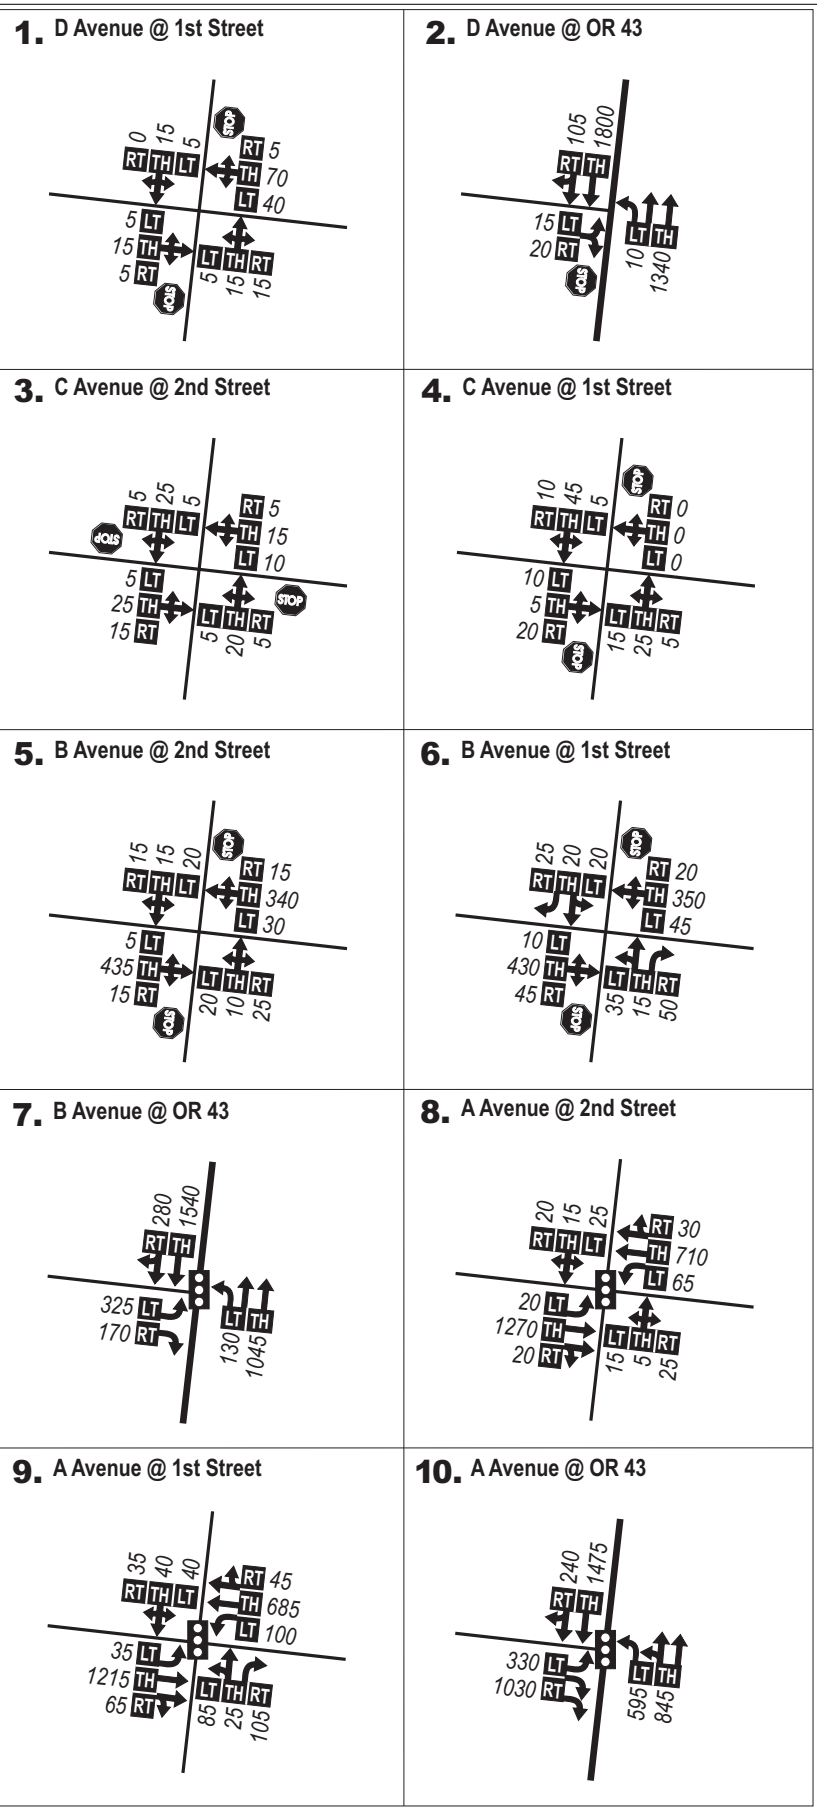 1. D Avenue @ 1st Street
0 15 5
RT TH LT
STOP
RT 5
TH 70
LT 40
5 LT
15 TH
5 RT
STOP
LT TH RT
5 15 15
2. D Avenue @ OR 43
105 1800
RT TH
15 LT
20 RT
STOP
LT TH
10 1340
3. C Avenue @ 2nd Street
5 25 5
RT TH LT
STOP
RT 5
TH 15
LT 10
5 LT
25 TH
15 RT
STOP
LT TH RT
5 20 5
4. C Avenue @ 1st Street
10 45 5
RT TH LT
STOP
RT 0
TH 0
LT 0
10 LT
5 TH
20 RT
STOP
LT TH RT
15 25 5
5. B Avenue @ 2nd Street
15 15 20
RT TH LT
STOP
RT 15
TH 340
LT 30
5 LT
435 TH
15 RT
STOP
LT TH RT
20 10 25
6. B Avenue @ 1st Street
25 20 20
RT TH LT
STOP
RT 20
TH 350
LT 45
10 LT
430 TH
45 RT
STOP
LT TH RT
35 15 50
7. B Avenue @ OR 43
280 1540
RT TH
325 LT
170 RT
LT TH
130 1045
8. A Avenue @ 2nd Street
20 15 25
RT TH LT
RT 30
TH 710
LT 65
20 LT
1270 TH
20 RT
LT TH RT
15 5 25
9. A Avenue @ 1st Street
35 40 40
RT TH LT
RT 45
TH 685
LT 100
35 LT
1215 TH
65 RT
LT TH RT
85 25 105
10. A Avenue @ OR 43
240 1475
RT TH
330 LT
1030 RT
LT TH
595 845